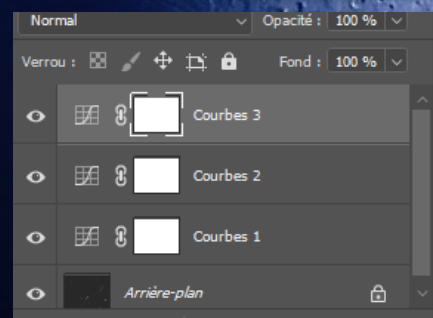 Normal Opacité : 100 %
Verrou : Fond : 100 %
Courbes 3
Courbes 2
Courbes 1
Arrière-plan